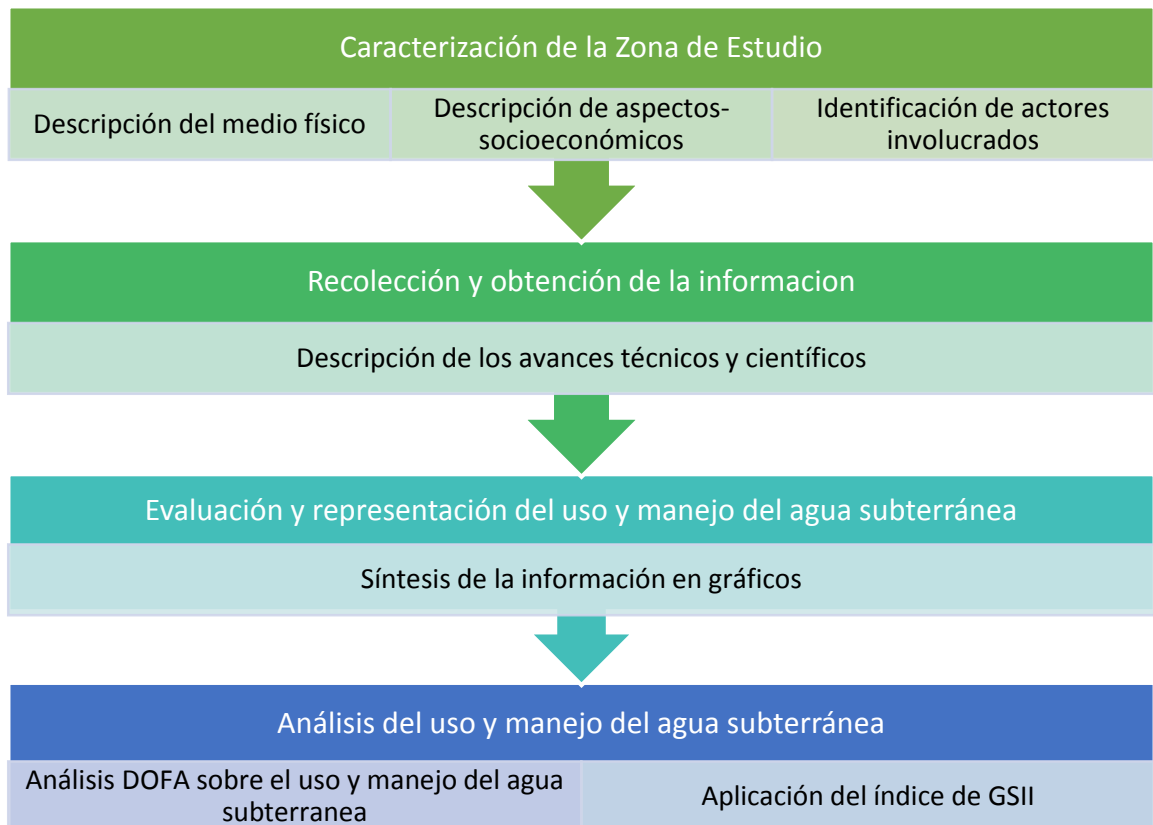 Caracterización de la Zona de Estudio
Descripción del medio físico
Descripción de aspectos-
socioeconómicos
Identificación de actores
involucrados
Recolección y obtención de la informacion
Descripción de los avances técnicos y científicos
Evaluación y representación del uso y manejo del agua subterránea
Síntesis de la información en gráficos
Análisis del uso y manejo del agua subterránea
Análisis DOFA sobre el uso y manejo del agua
subterranea
Aplicación del índice de GSII